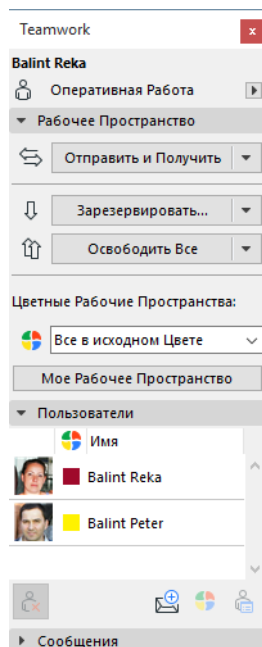 Teamwork
x
Balint Reka
Оперативная Работа
Рабочее Пространство
Отправить и Получить
Зарезервировать...
Освободить Все
Цветные Рабочие Пространства:
Все в исходном Цвете
Мое Рабочее Пространство
Пользователи
Имя
Balint Reka
Balint Peter
Сообщения